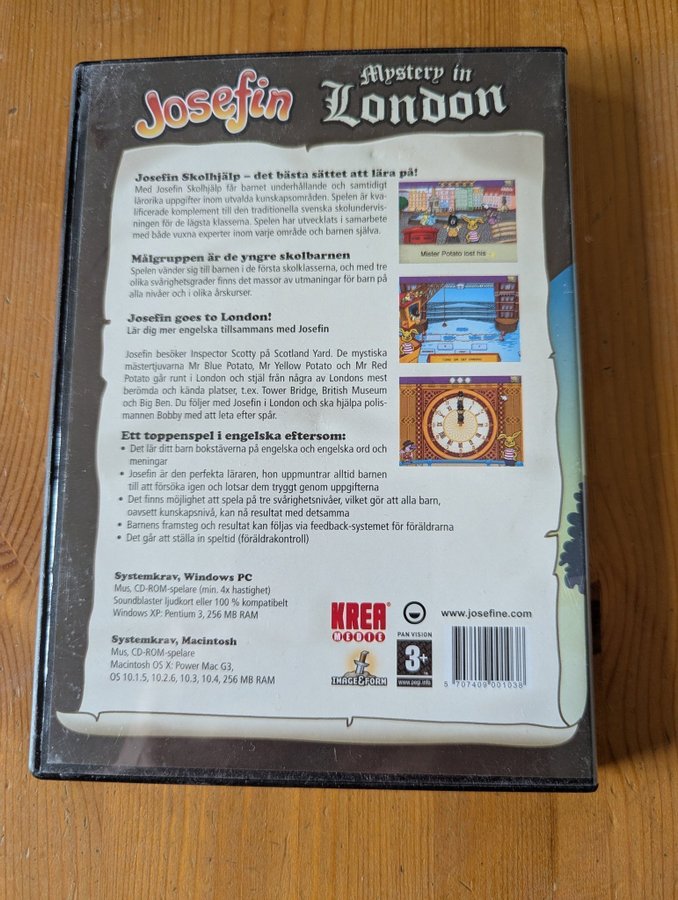 Josefin
Mystery in
London
Josefin Skolhjälp – det bästa sättet att lära på!
Med Josefin Skolhjälp får barnet underhållande och samtidigt
lärorika uppgifter inom utvalda kunskapsområden. Spelen är kva-
lificerade komplement till den traditionella svenska skolundervis-
ningen för de lägsta klasserna. Spelen har utvecklats i samarbete
med både vuxna experter inom varje område och barnen själva.
Målgruppen är de yngre skolbarnen
Spelen vänder sig till barnen i de första skolklasserna, och med tre
olika svårighetsgrader finns det massor av utmaningar för barn på
alla nivåer och i olika årskurser.
Josefin goes to London!
Lär dig mer engelska tillsammans med Josefin
Josefin besöker Inspector Scotty på Scotland Yard. De mystiska
mästertjuvarna Mr Blue Potato, Mr Yellow Potato och Mr Red
Potato går runt i London och stjäl från några av Londons mest
berömda och kända platser, t.ex. Tower Bridge, British Museum
och Big Ben. Du följer med Josefin i London och ska hjälpa polis-
mannen Bobby med att leta efter spår.
Ett toppenspel i engelska eftersom:
• Det lär ditt barn bokstäverna på engelska och engelska ord och
meningar
• Josefin är den perfekta läraren, hon uppmuntrar alltid barnen
till att försöka igen och lotsar dem tryggt genom uppgifterna
• Det finns möjlighet att spela på tre svårighetsnivåer, vilket gör att alla barn,
oavsett kunskapsnivå, kan nå resultat med detsamma
• Barnens framsteg och resultat kan följas via feedback-systemet för föräldrarna
• Det går att ställa in speltid (föräldrakontroll)
Mister Potato lost his
Systemkrav, Windows PC
Mus, CD-ROM-spelare (min. 4x hastighet)
Soundblaster ljudkort eller 100 % kompatibelt
Windows XP: Pentium 3, 256 MB RAM
Systemkrav, Macintosh
Mus, CD-ROM-spelare
Macintosh OS X: Power Mac G3,
OS 10.1.5, 10.2.6, 10.3, 10.4, 256 MB RAM
KREA
MEDIE
IMAGE&FORM
PAN VISION
3+
www.pegi.info
www.josefine.com
5 707409 001038